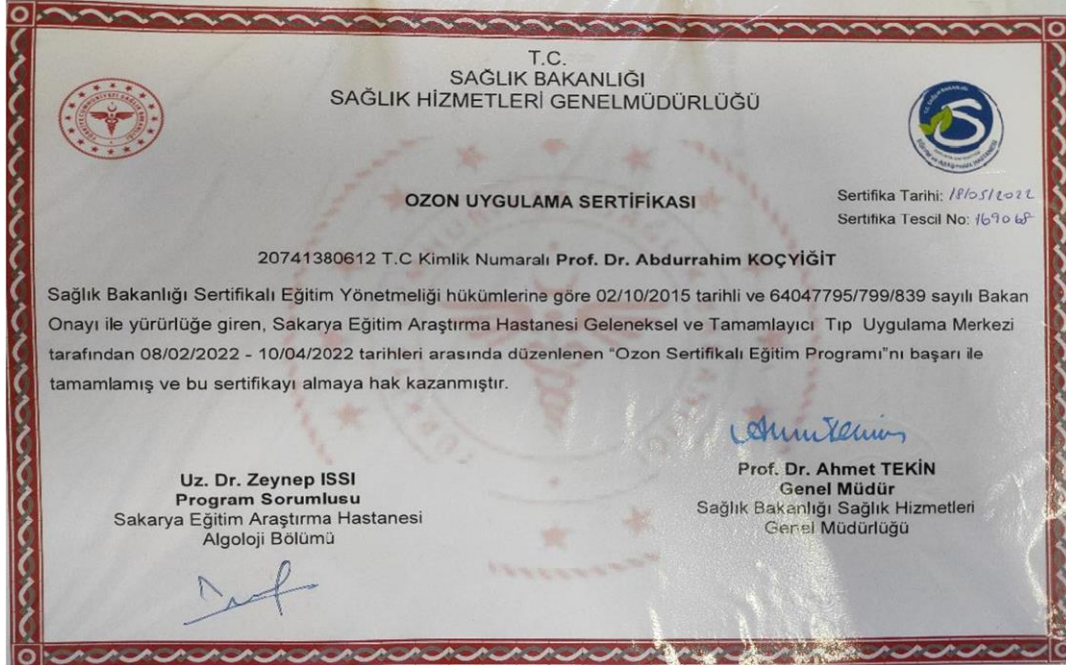 T.C.
SAĞLIK BAKANLIĞI
SAĞLIK HİZMETLERİ GENELMÜDÜRLÜĞÜ
OZON UYGULAMA SERTİFİKASI
Sertifika Tarihi: 18/05/2022
Sertifika Tescil No: 169068
20741380612 T.C Kimlik Numaralı Prof. Dr. Abdurrahim KOÇYİĞİT
Sağlık Bakanlığı Sertifikalı Eğitim Yönetmeliği hükümlerine göre 02/10/2015 tarihli ve 64047795/799/839 sayılı Bakan
Onayı ile yürürlüğe giren, Sakarya Eğitim Araştırma Hastanesi Geleneksel ve Tamamlayıcı Tıp Uygulama Merkezi
tarafından 08/02/2022 - 10/04/2022 tarihleri arasında düzenlenen “Ozon Sertifikalı Eğitim Programı”nı başarı ile
tamamlamış ve bu sertifikayı almaya hak kazanmıştır.
Uz. Dr. Zeynep ISSI
Program Sorumlusu
Sakarya Eğitim Araştırma Hastanesi
Algoloji Bölümü
Prof. Dr. Ahmet TEKİN
Genel Müdür
Sağlık Bakanlığı Sağlık Hizmetleri
Genel Müdürlüğü